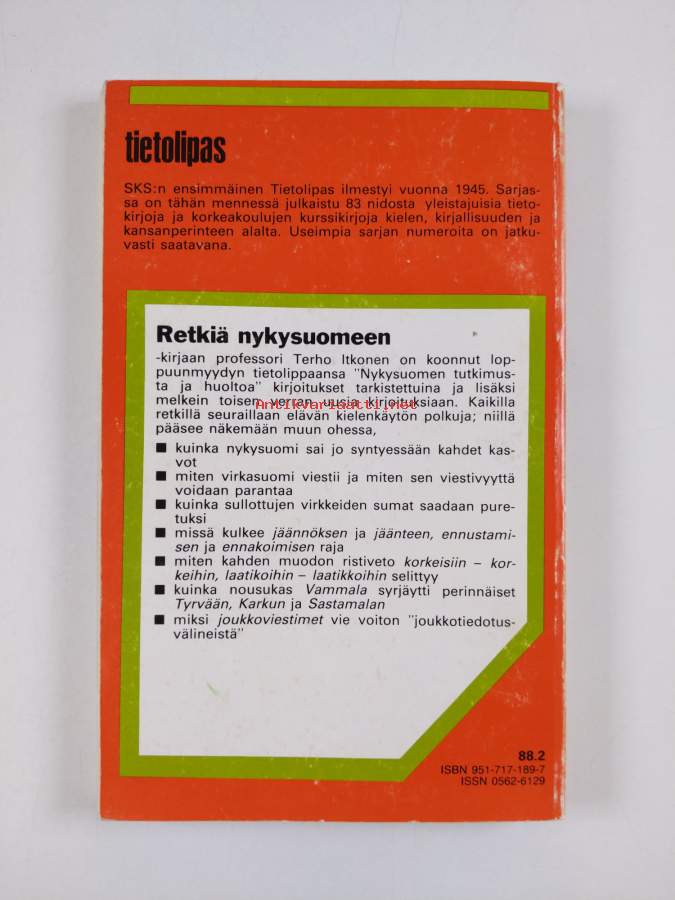 tietolipas
SKS:n ensimmäinen Tietolipas ilmestyi vuonna 1945. Sarjas-
sa on tähän mennessä julkaistu 83 nidosta yleistajuisia tieto-
kirjoja ja korkeakoulujen kurssikirjoja kielen, kirjallisuuden ja
kansanperinteen alalta. Useimpia sarjan numeroita on jatku-
vasti saatavana.
Retkiä nykysuomeen
-kirjaan professori Terho Itkonen on koonnut lop-
puunmyydyn tietolippaansa "Nykysuomen tutkimus-
ta ja huoltoa" kirjoitukset tarkistettuina ja lisäksi
melkein toisen verran uusia kirjoituksiaan. Kaikilla
Antikvariaatti.net
retkillä seuraillaan elävän kielenkäytön polkuja; niillä
pääsee näkemään muun ohessa,
■ kuinka nykysuomi sai jo syntyessään kahdet kas-
vot
■ miten virkasuomi viestii ja miten sen viestivyyttä
voidaan parantaa
■ kuinka sullottujen virkkeiden sumat saadaan pure-
tuksi
■ missä kulkee jäännöksen ja jäänteen, ennustami-
sen ja ennakoimisen raja
■ miten kahden muodon ristiveto korkeisiin – kor-
keihin, laatikoihin – laatikkoihin selittyy
■ kuinka nousukas Vammala syrjäytti perinnäiset
Tyrvään, Karkun ja Sastamalan
■ miksi joukkoviestimet vie voiton "joukkotiedotus-
välineistä"
88.2
ISBN 951-717-189-7
ISSN 0562-6129